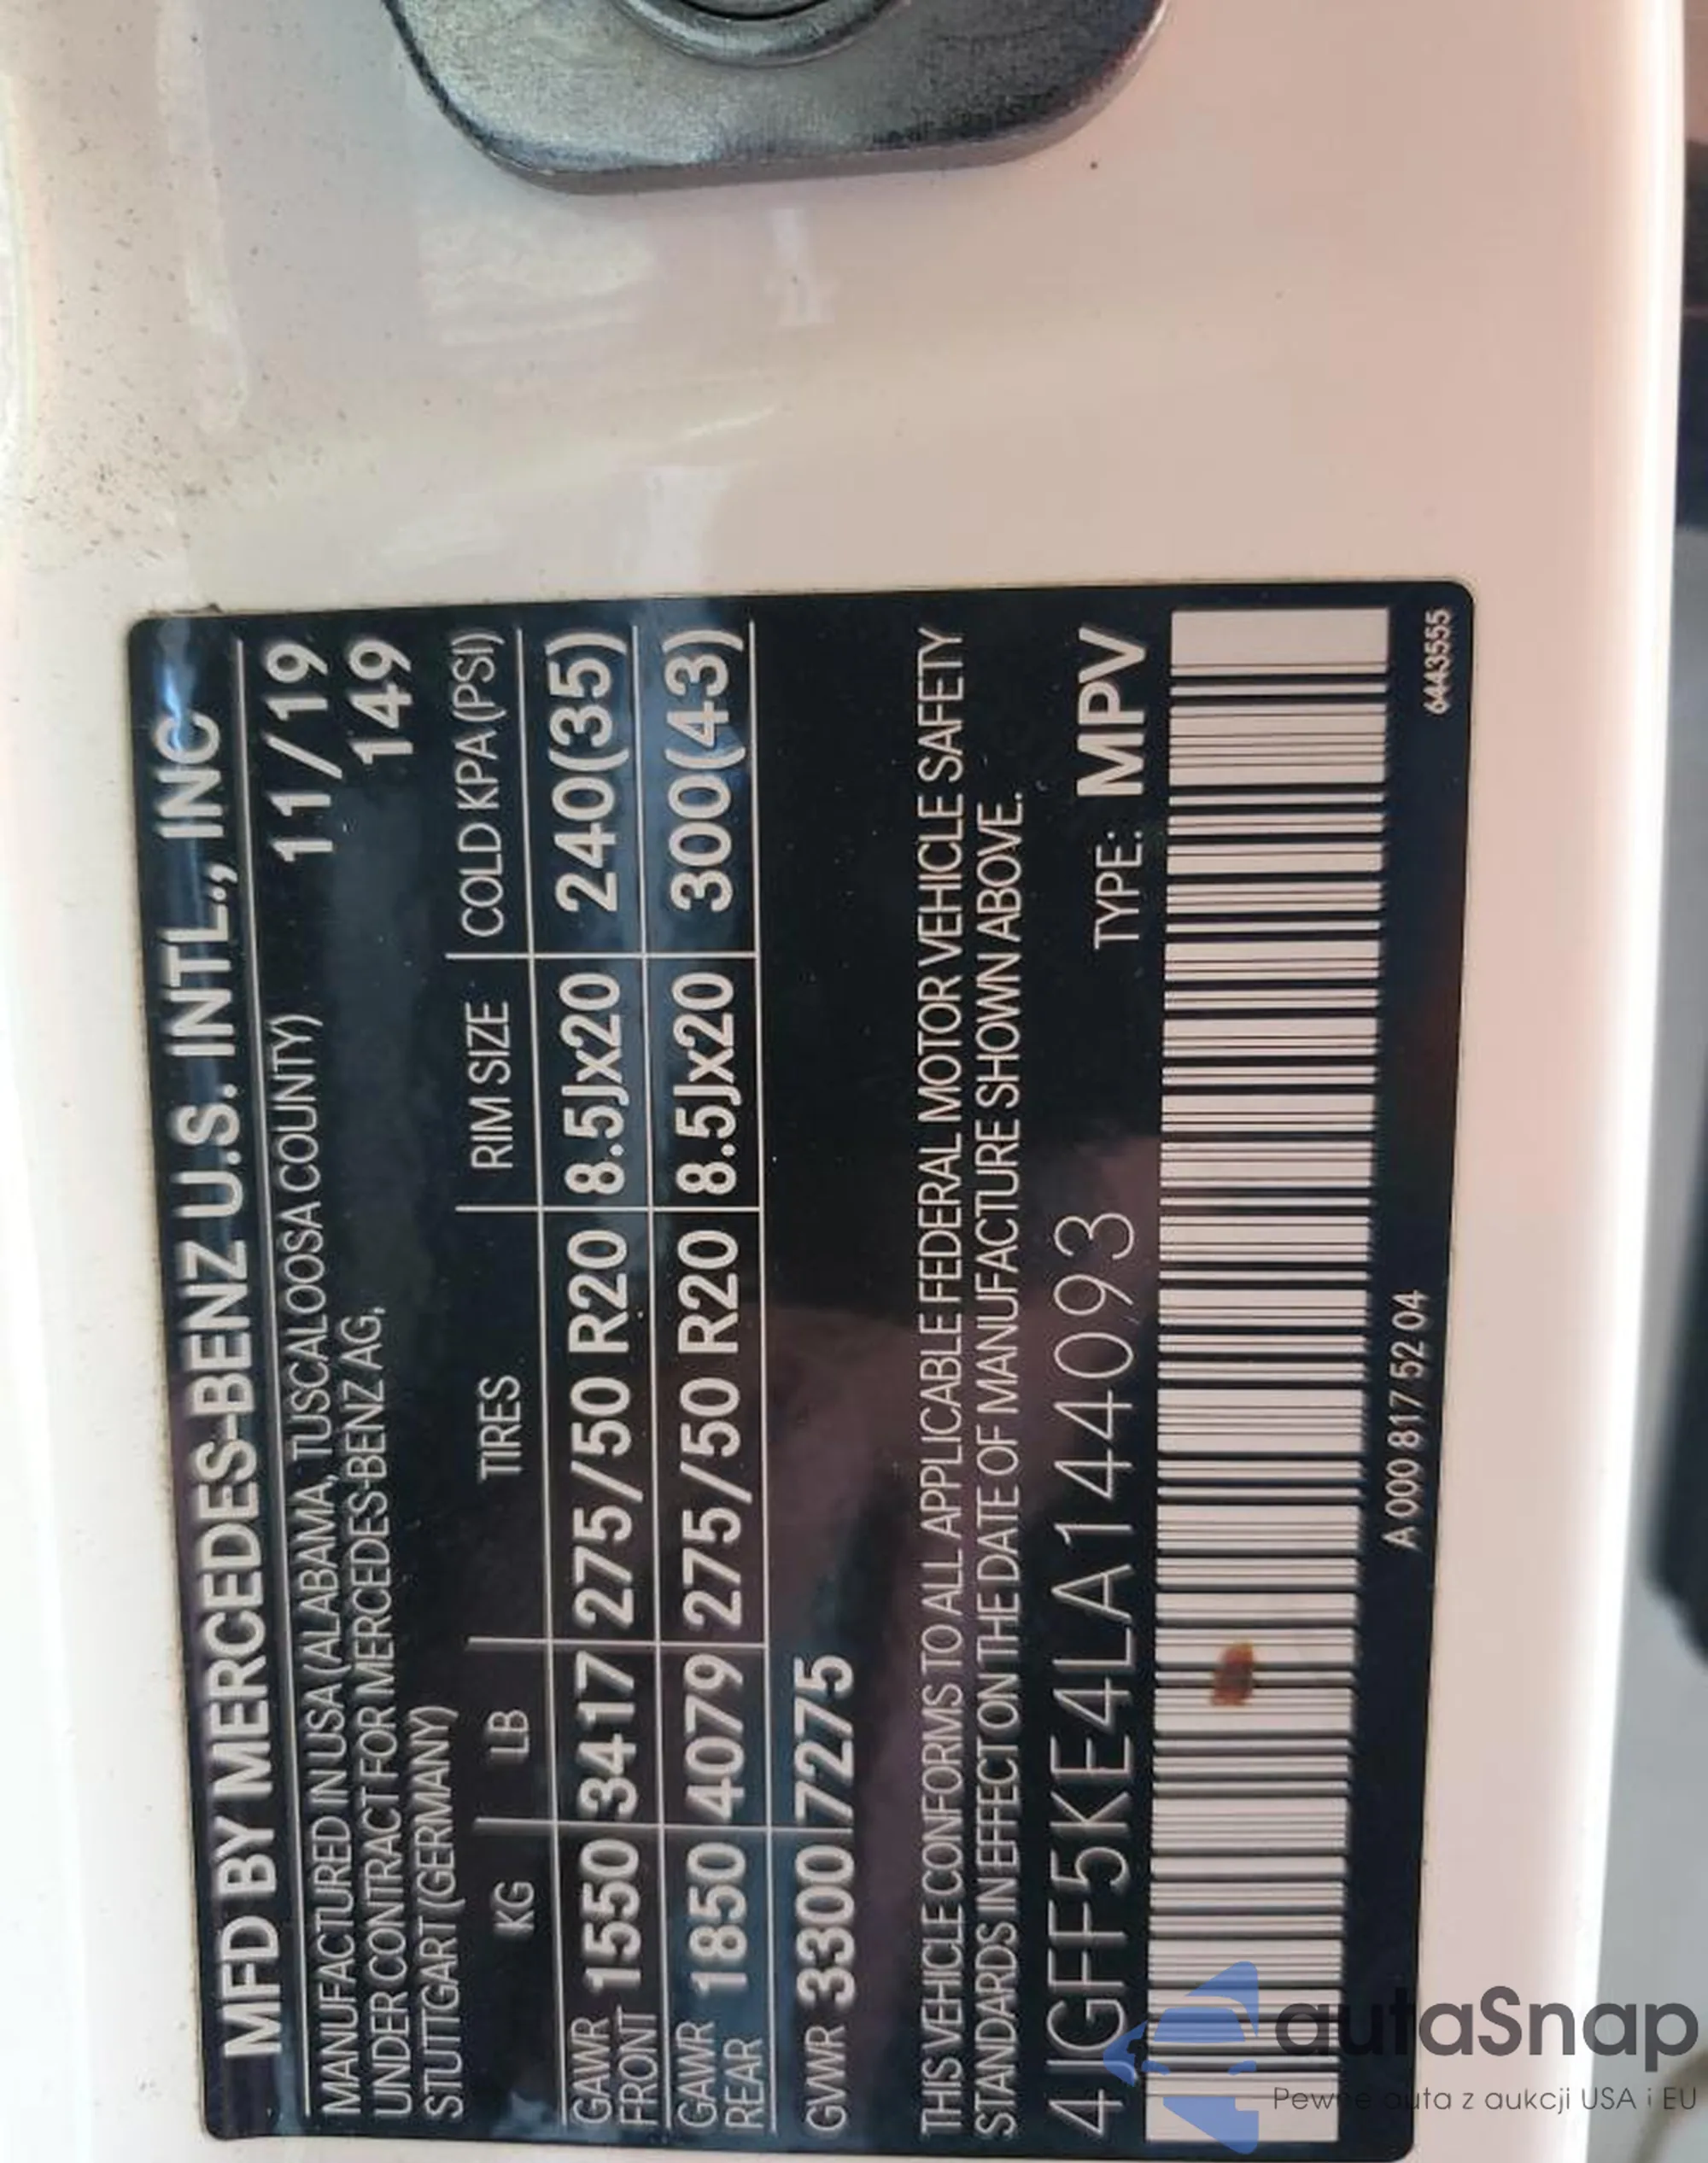 MFD BY MERCEDES-BENZ U.S. INTL., INC
MANUFACTURED IN USA (ALABAMA, TUSCALOOSA COUNTY) 11/19
UNDER CONTRACT FOR MERCEDES-BENZ AG, 149
STUTTGART (GERMANY)
KG LB TIRES RIM SIZE COLD KPA (PSI)
GAWR FRONT 1550 3417 275/50 R20 8.5Jx20 240(35)
GAWR REAR 1850 4079 275/50 R20 8.5Jx20 300(43)
GVWR 3300 7275
THIS VEHICLE CONFORMS TO ALL APPLICABLE FEDERAL MOTOR VEHICLE SAFETY
STANDARDS IN EFFECT ON THE DATE OF MANUFACTURE SHOWN ABOVE.
4JGFF5KE4LA144093 TYPE: MPV
A 000 817 52 04 6443555
autaSnap
Pewne auta z aukcji USA i EU